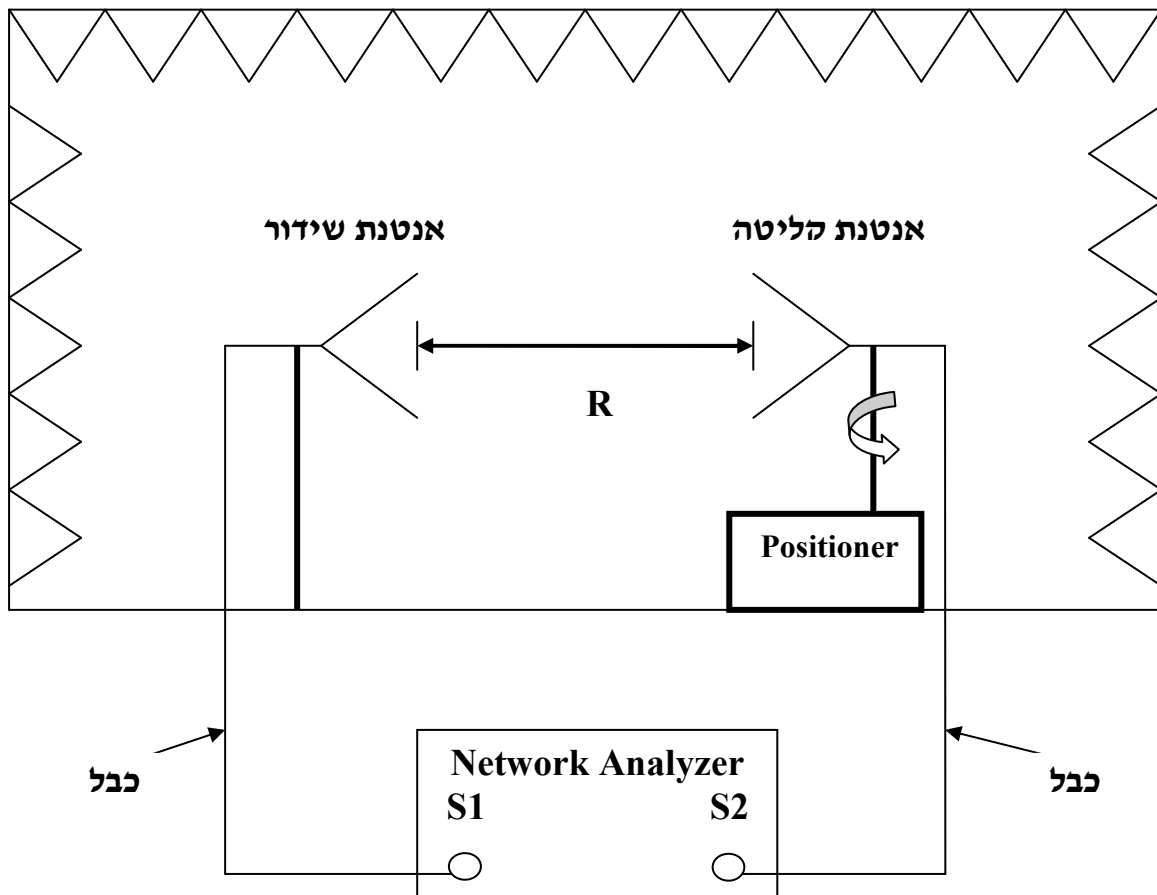 אנטנת שידור
אנטנת קליטה
R
Positioner
כבל
Network Analyzer
S1
S2
כבל